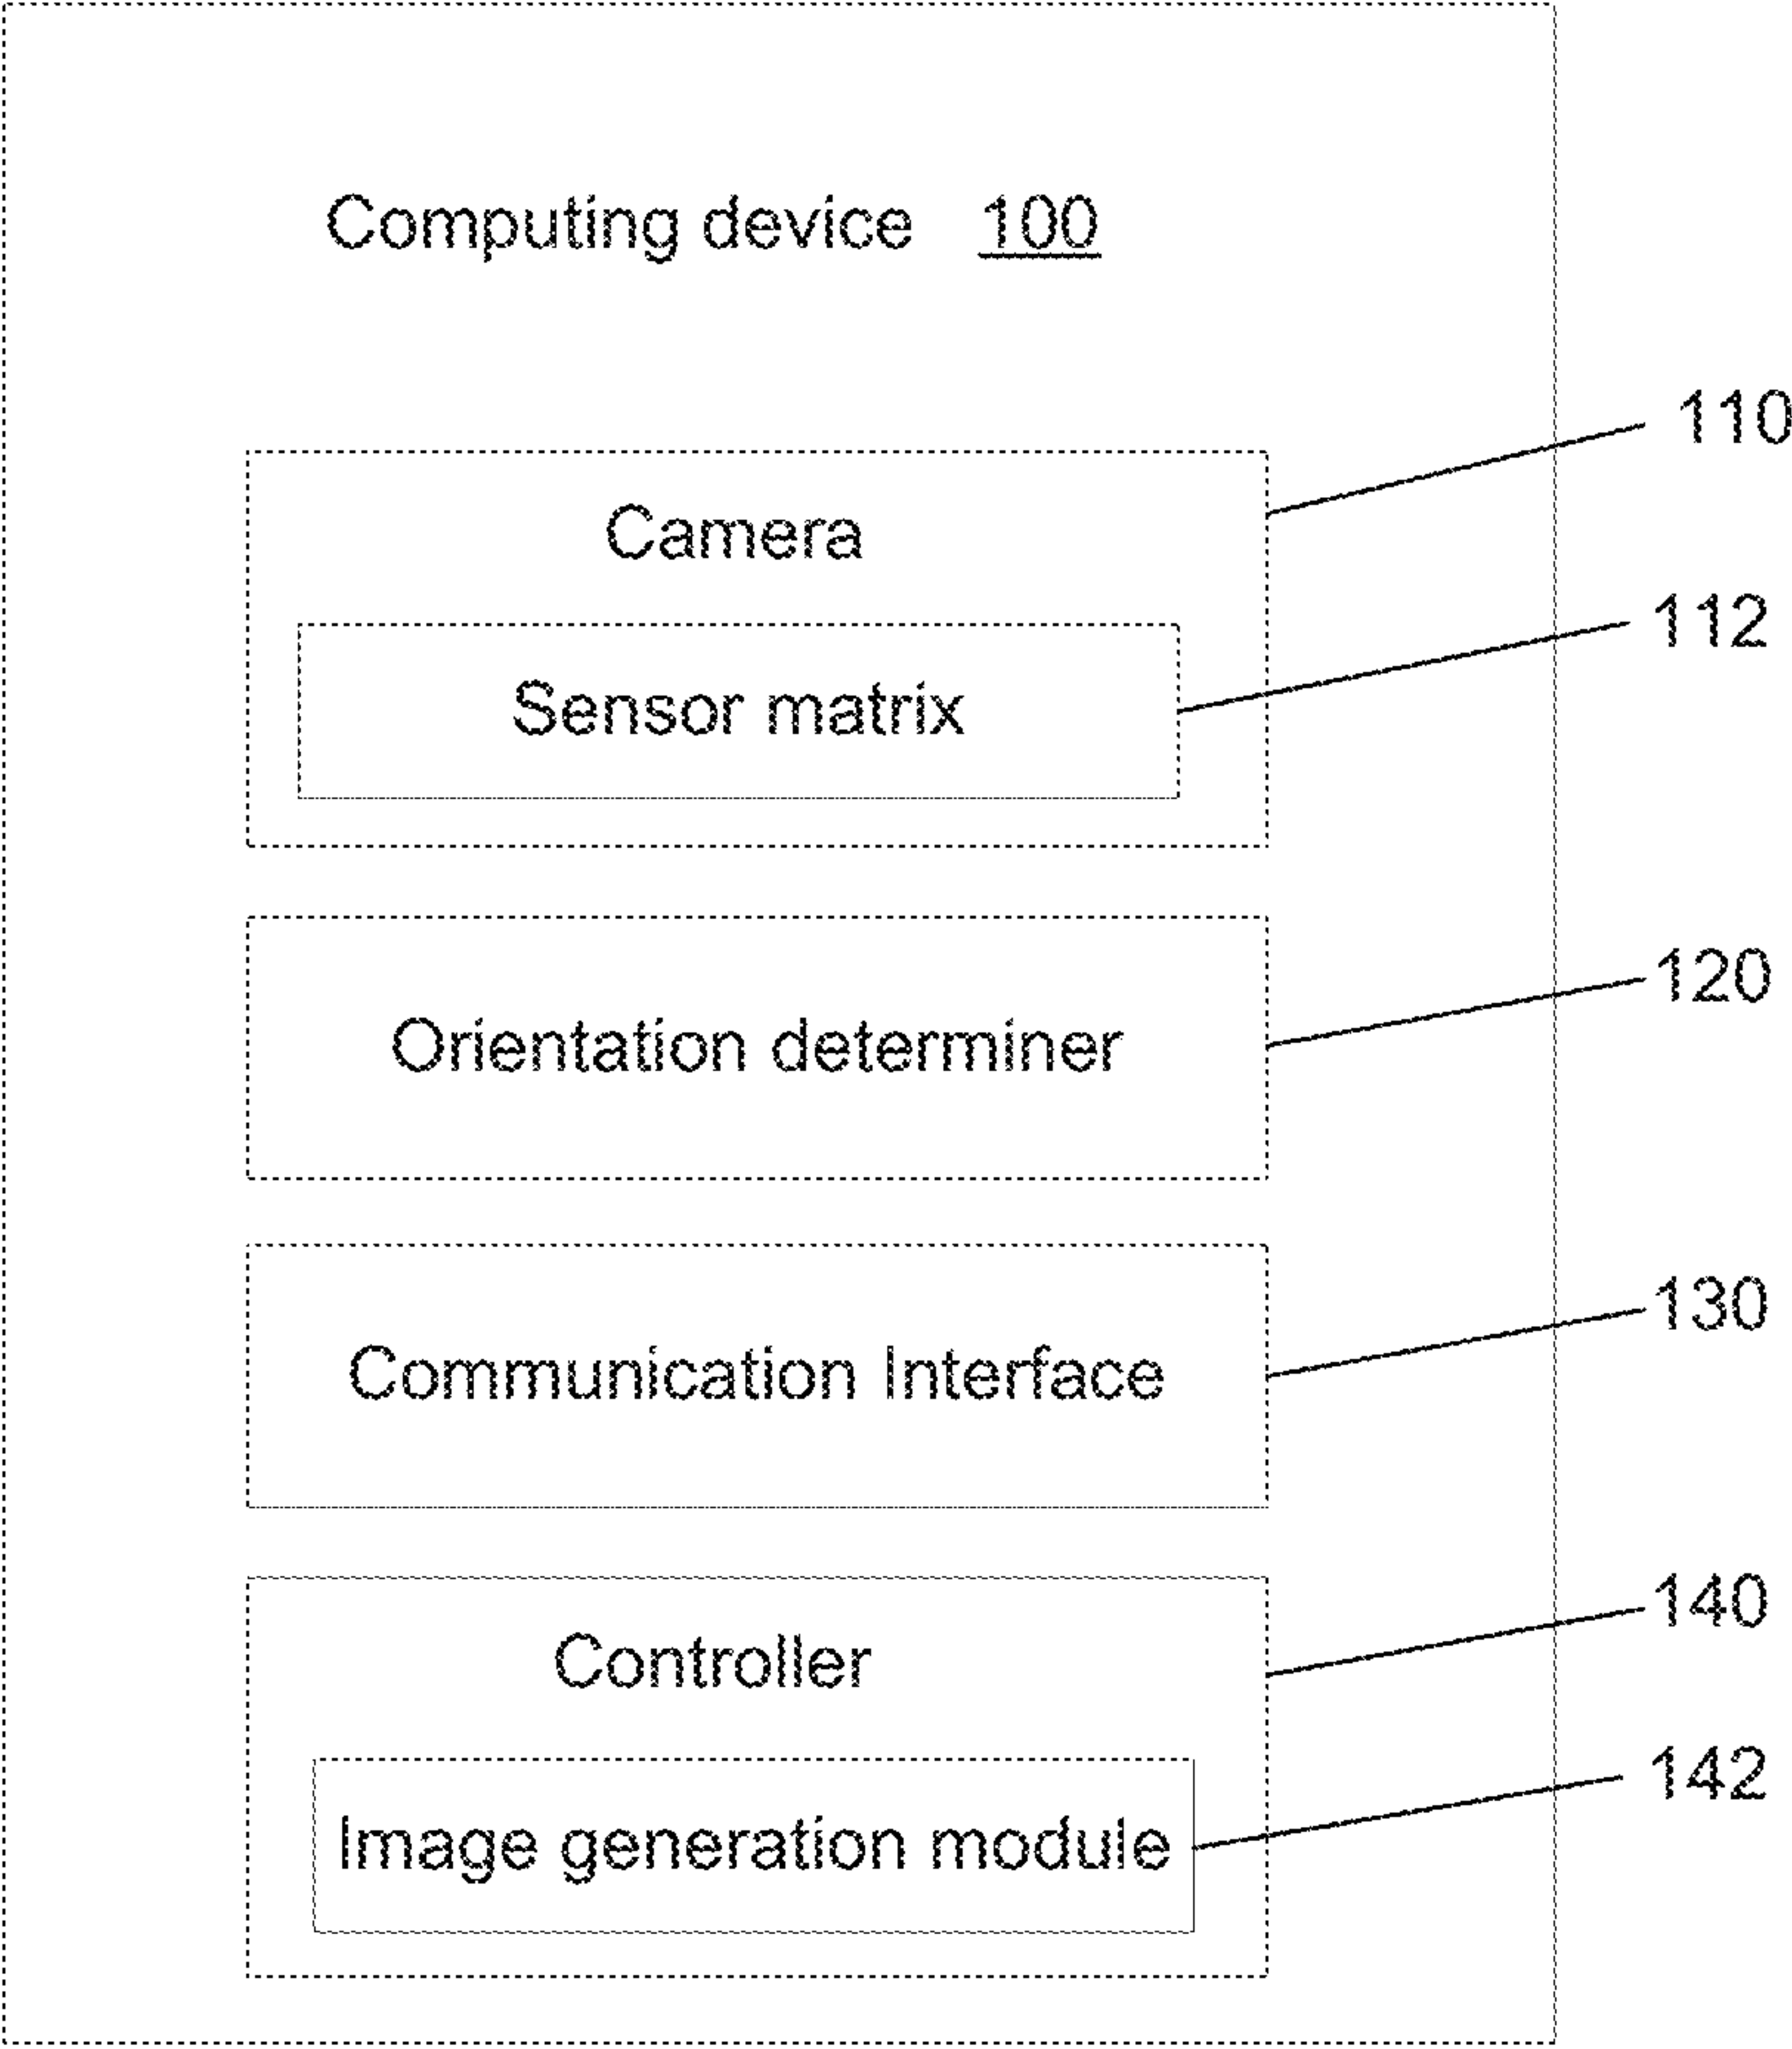 Computing device 100
110
Camera
112
Sensor matrix
120
Orientation determiner
130
Communication Interface
140
Controller
142
Image generation module